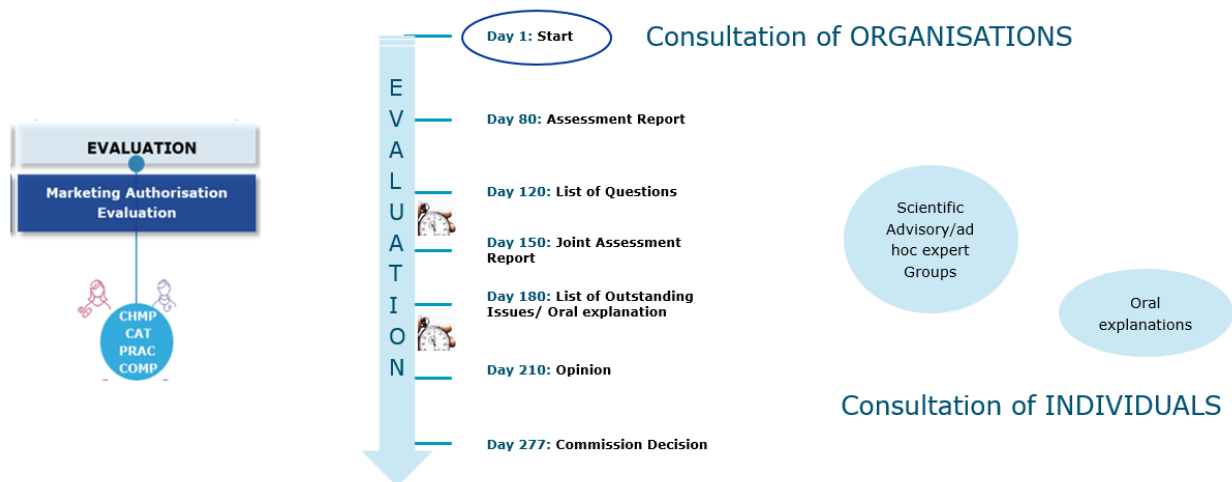 EVALUATION
Marketing Authorisation
Evaluation
CHMP
CAT
PRAC
COMP
EVALUATION
Day 1: Start
Day 80: Assessment Report
Day 120: List of Questions
Day 150: Joint Assessment
Report
Day 180: List of Outstanding
Issues/ Oral explanation
Day 210: Opinion
Day 277: Commission Decision
Consultation of ORGANISATIONS
Scientific
Advisory/ad
hoc expert
Groups
Oral
explanations
Consultation of INDIVIDUALS